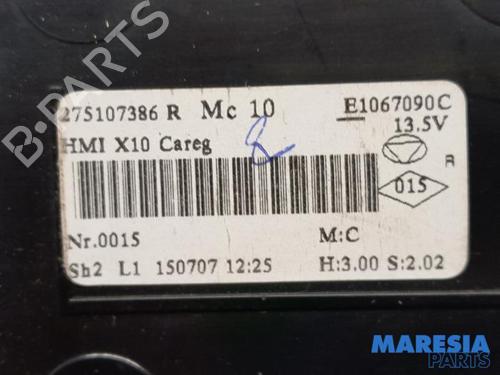 B-PARTS
275107386 R Mc 10 E1067090C
HMI X10 Careg 13.5V
R
015
Nr.0015 M:C
Sh2 L1 150707 12:25 H:3.00 S:2.02
MARESIA
PARTS